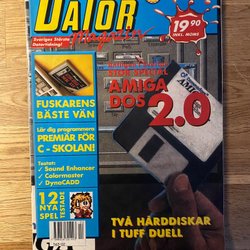 DATOR
Magazin
Sveriges Största
Datortidning!
19.90
INKL. MOMS
AMIGA
DOS
2.0
FUSKARENS
BÄSTE VÄN
Lär dig programmera
PREMIÄR FÖR
C - SKOLAN!
Testat:
✓ Sound Enhancer
✓ Colormaster
✓ DynaCADD
12 NYA
SPEL
TESTADE
TVÅ HÅRDDISKAR
I TUFF DUELL